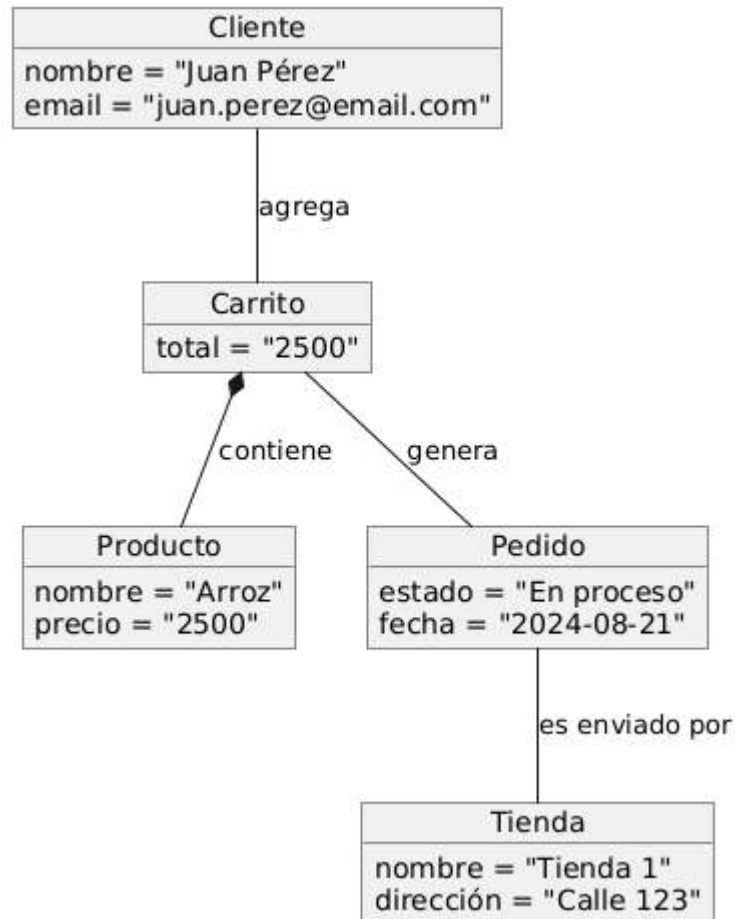 Cliente
nombre = "Juan Pérez"
email = "juan.perez@email.com"
agrega
Carrito
total = "2500"
contiene
genera
Producto
nombre = "Arroz"
precio = "2500"
Pedido
estado = "En proceso"
fecha = "2024-08-21"
es enviado por
Tienda
nombre = "Tienda 1"
dirección = "Calle 123"